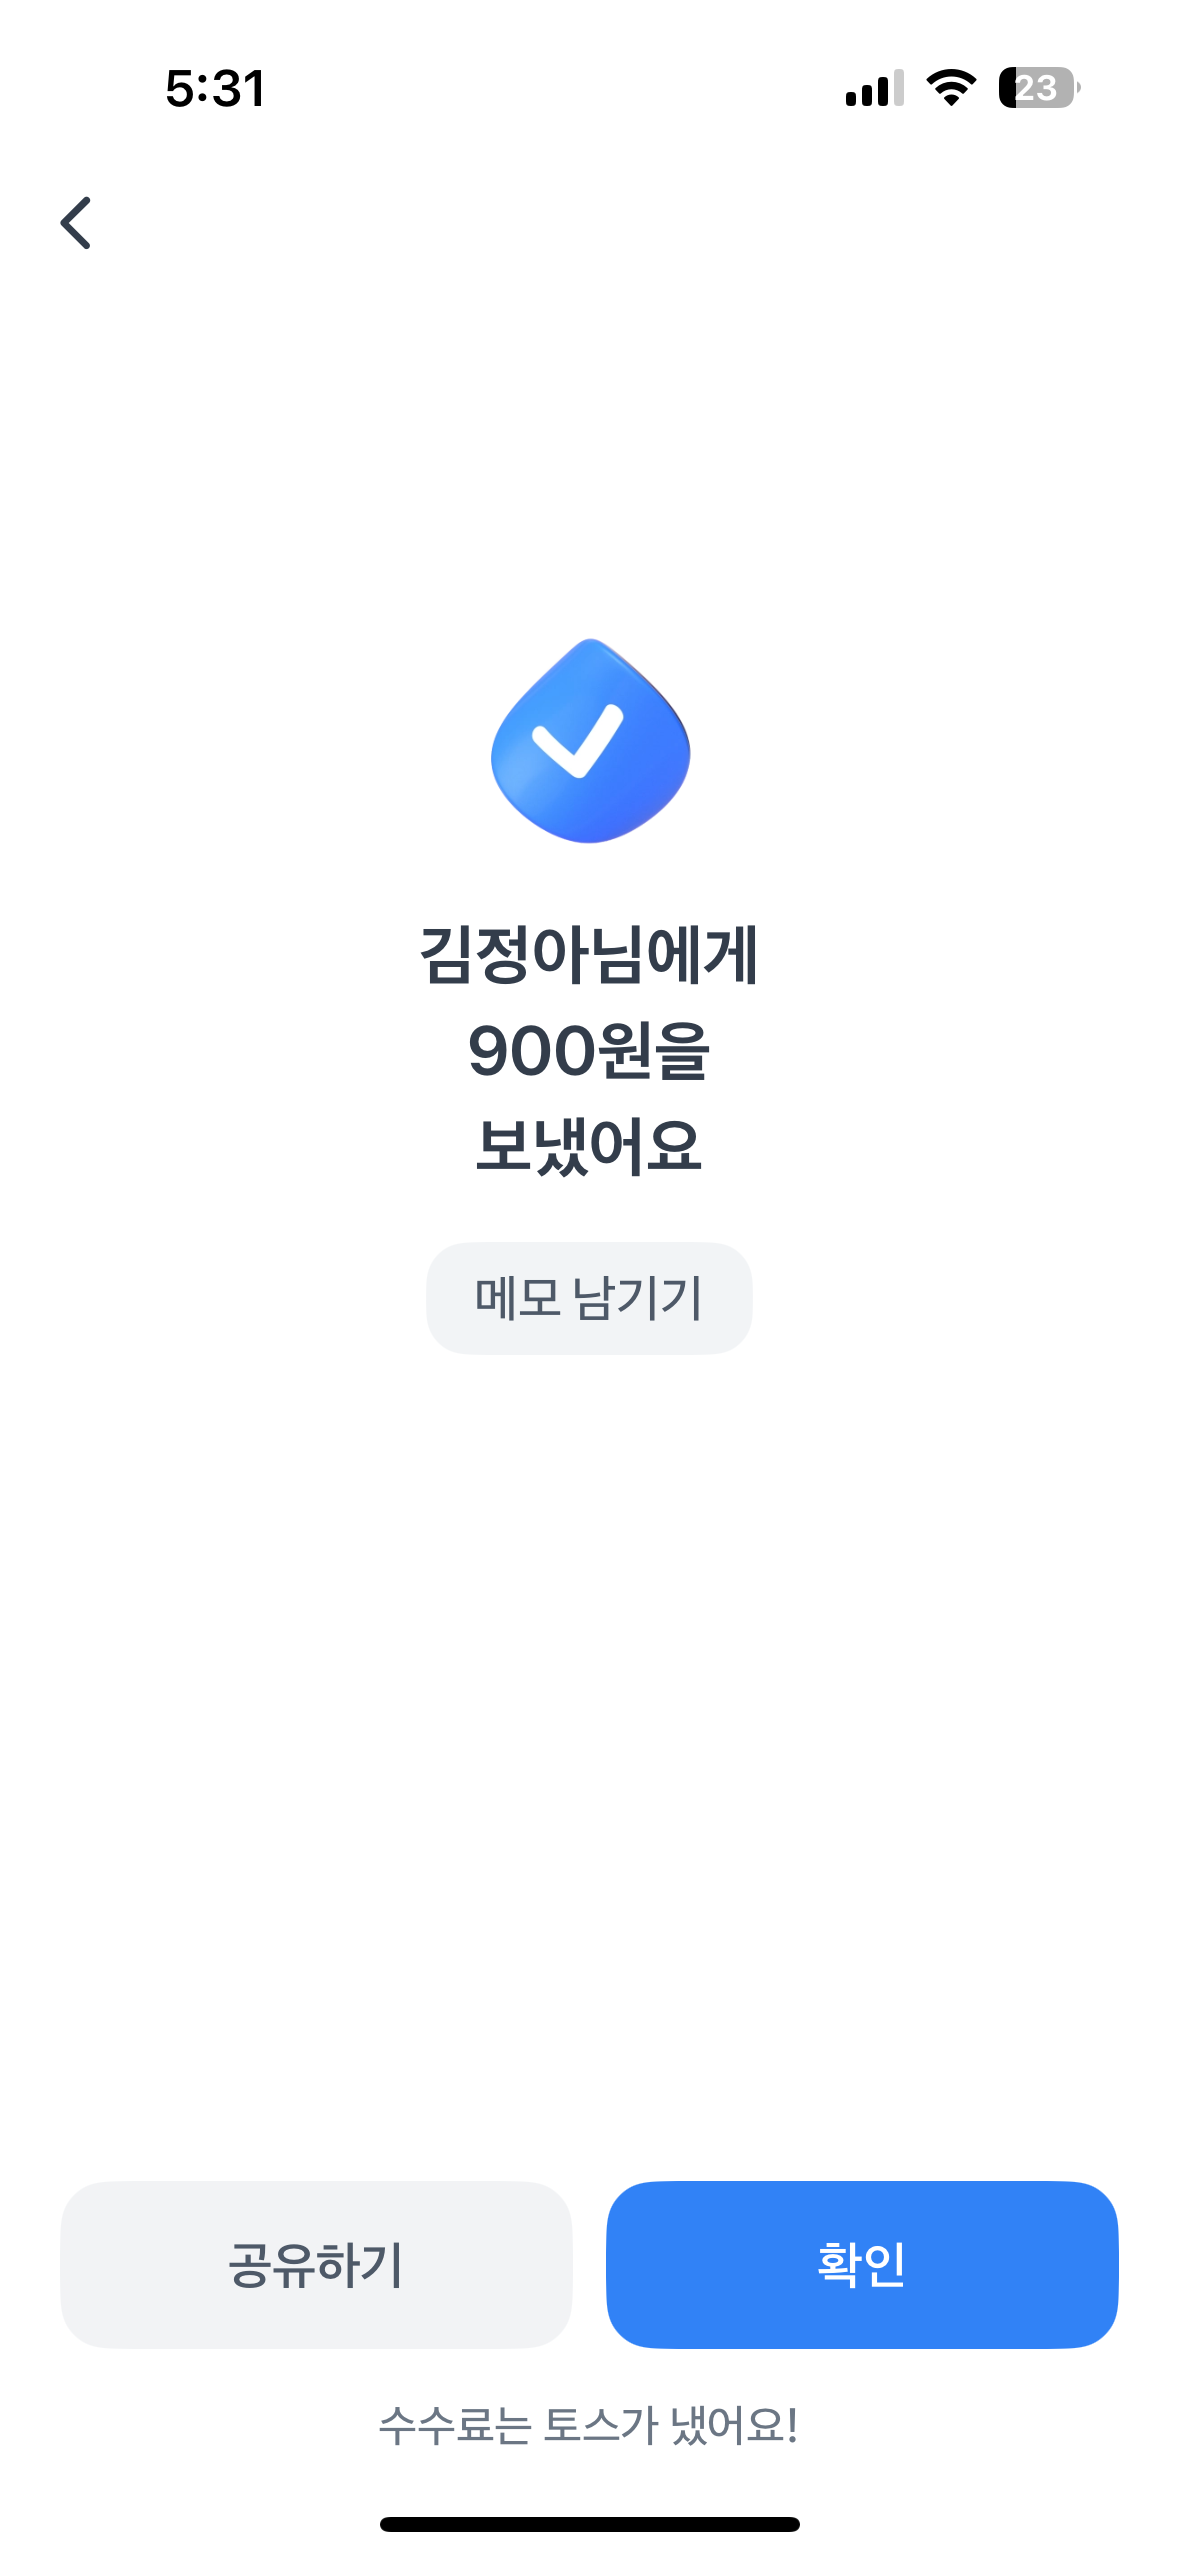 5:31
23
김정아님에게
900원을
보냈어요
메모 남기기
공유하기
확인
수수료는 토스가 냈어요!